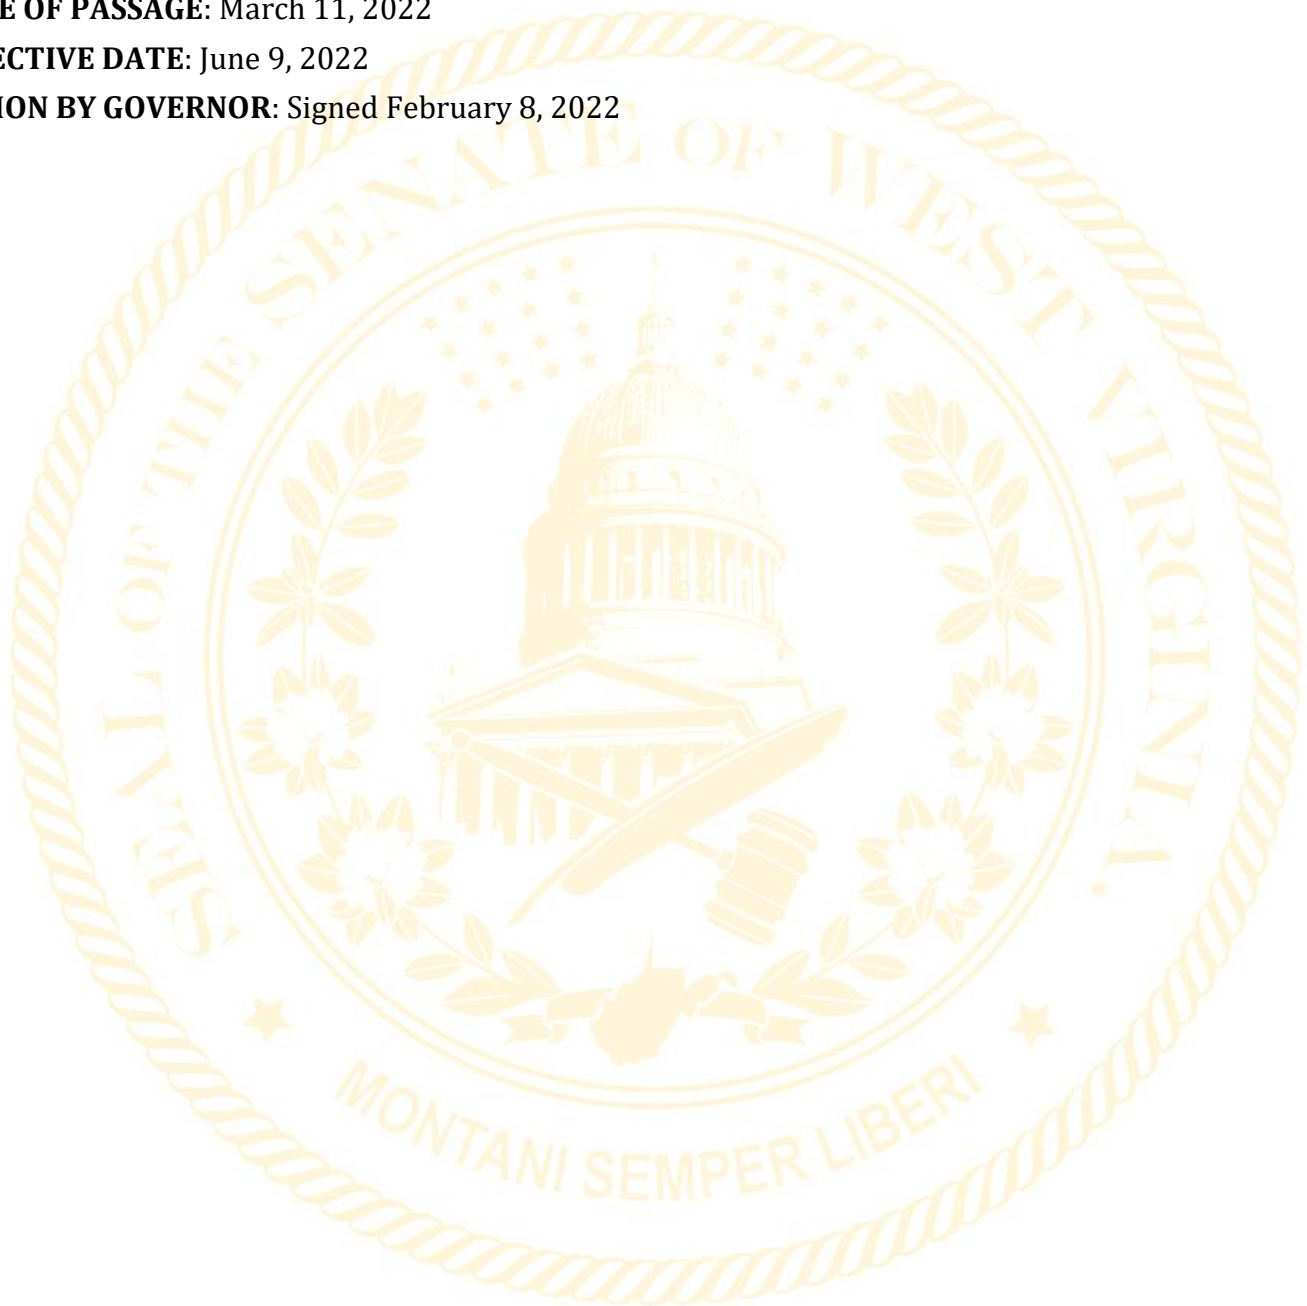 E OF PASSAGE: March 11, 2022
ECTIVE DATE: June 9, 2022
ION BY GOVERNOR: Signed February 8, 2022
SEAL OF THE SENATE OF WEST VIRGINIA
MONTANI SEMPER LIBERI